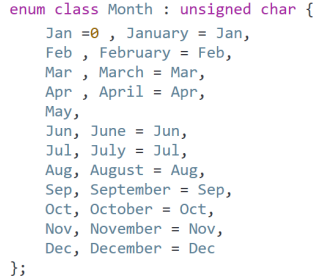 enum class Month : unsigned char {
    Jan =0 , January = Jan,
    Feb , February = Feb,
    Mar , March = Mar,
    Apr , April = Apr,
    May,
    Jun, June = Jun,
    Jul, July = Jul,
    Aug, August = Aug,
    Sep, September = Sep,
    Oct, October = Oct,
    Nov, November = Nov,
    Dec, December = Dec
};